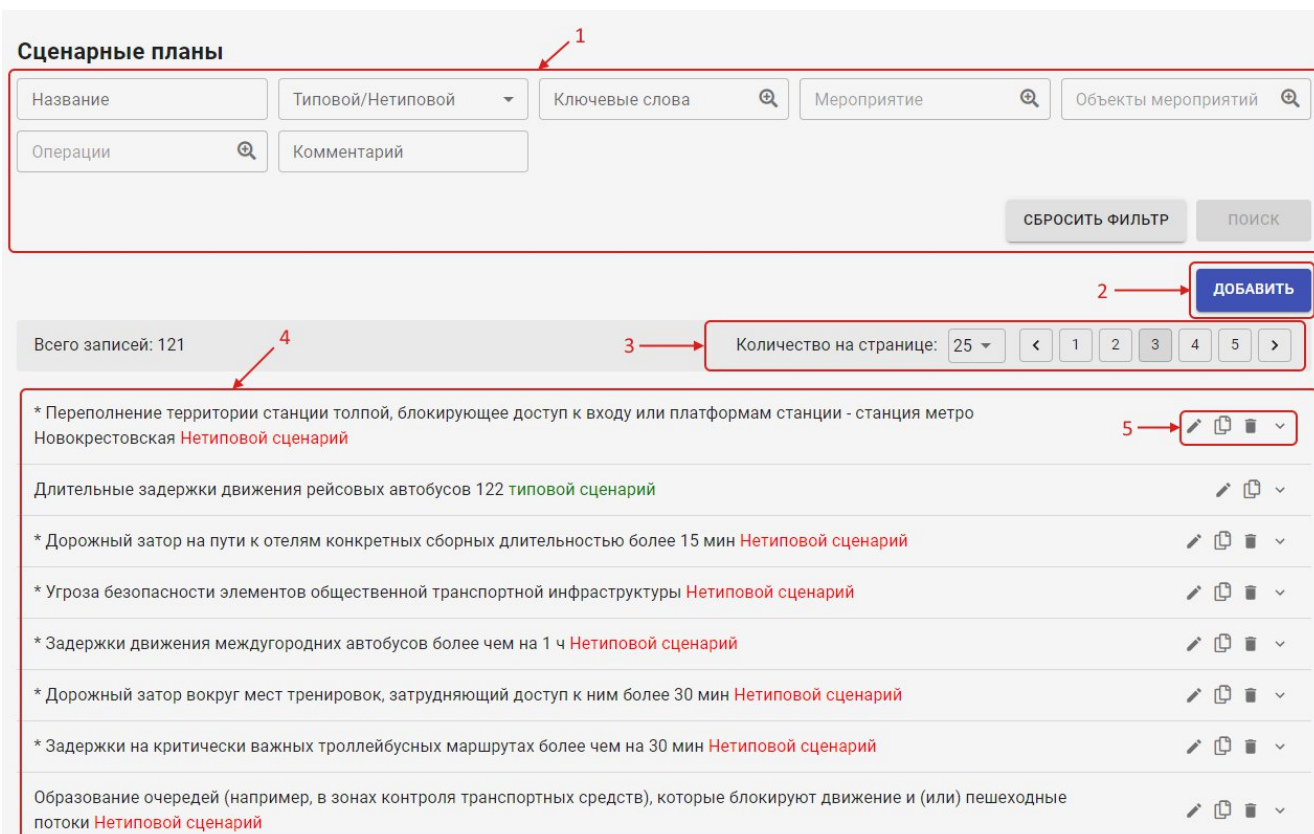 1
Сценарные планы
Название Типовой/Нетиповой Ключевые слова Мероприятие Объекты мероприятий
Операции Комментарий
СБРОСИТЬ ФИЛЬТР ПОИСК
2 ДОБАВИТЬ
Всего записей: 121 4 3 Количество на странице: 25 1 2 3 4 5
* Переполнение территории станции толпой, блокирующее доступ к входу или платформам станции - станция метро
Новокрестовская Нетиповой сценарий 5
Длительные задержки движения рейсовых автобусов 122 типовой сценарий
* Дорожный затор на пути к отелям конкретных сборных длительностью более 15 мин Нетиповой сценарий
* Угроза безопасности элементов общественной транспортной инфраструктуры Нетиповой сценарий
* Задержки движения междугородних автобусов более чем на 1 ч Нетиповой сценарий
* Дорожный затор вокруг мест тренировок, затрудняющий доступ к ним более 30 мин Нетиповой сценарий
* Задержки на критически важных троллейбусных маршрутах более чем на 30 мин Нетиповой сценарий
Образование очередей (например, в зонах контроля транспортных средств), которые блокируют движение и (или) пешеходные
потоки Нетиповой сценарий